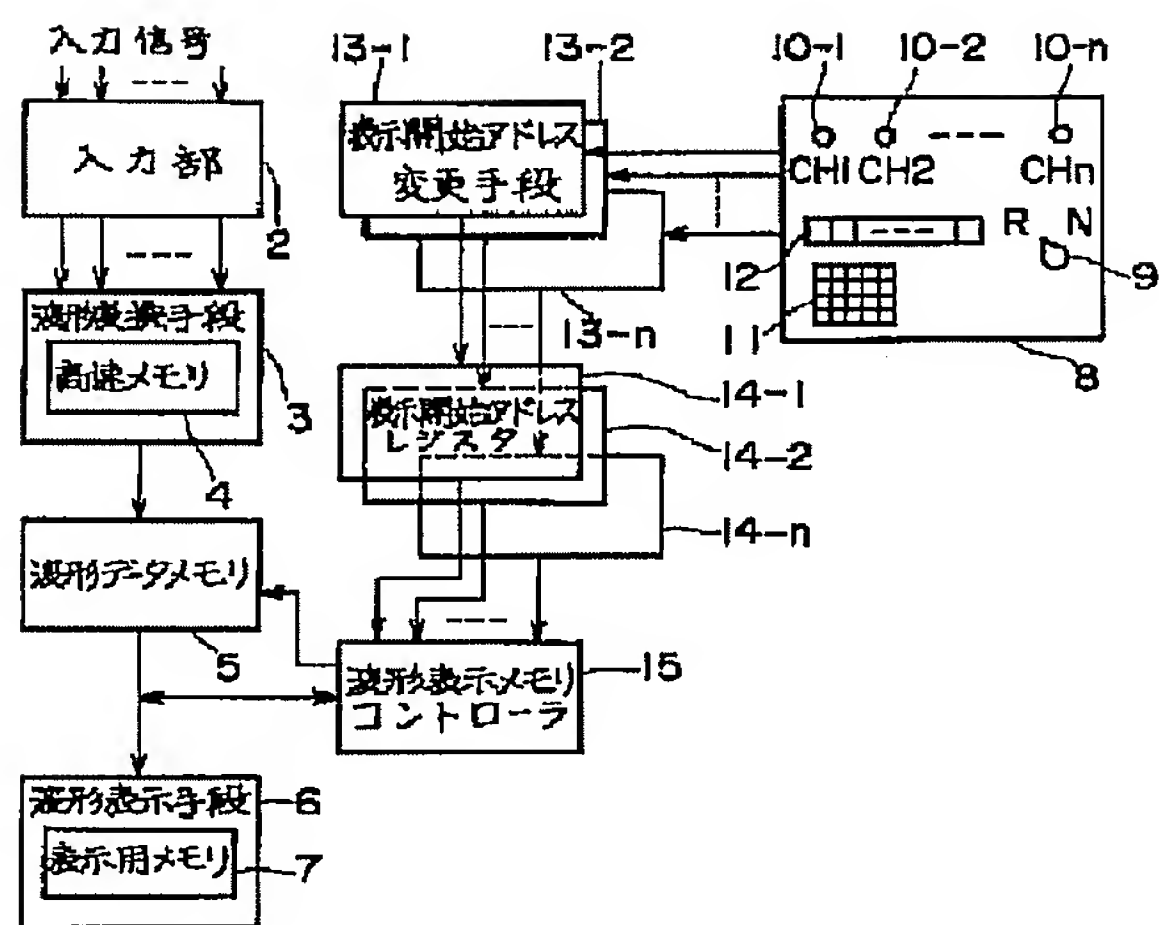 入力信号
入力部
2
波形変換手段
高速メモリ
3
4
波形データメモリ
5
波形表示手段
6
表示用メモリ
7
13-1
13-2
表示開始アドレス
変更手段
13-n
14-1
表示開始アドレス
レジスタ
14-2
14-n
波形表示メモリ
コントローラ
15
10-1
10-2
10-n
CH1
CH2
CHn
R
N
12
9
11
8